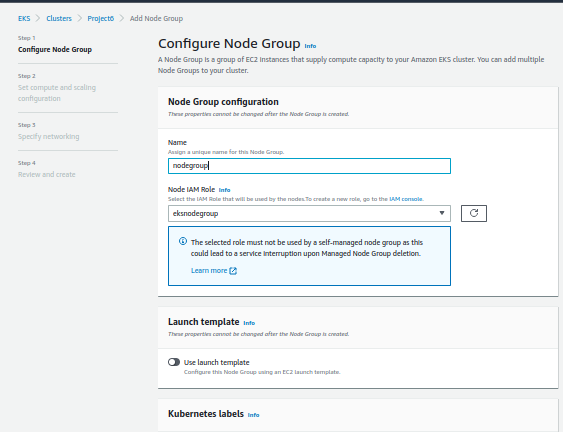 EKS > Clusters > Project6 > Add Node Group
Step 1
Configure Node Group
Step 2
Set compute and scaling
configuration
Step 3
Specify networking
Step 4
Review and create
Configure Node Group Info
A Node Group is a group of EC2 instances that supply compute capacity to your Amazon EKS cluster. You can add multiple
Node Groups to your cluster.
Node Group configuration
These properties cannot be changed after the Node Group is created.
Name
Assign a unique name for this Node Group.
nodegroup
Node IAM Role Info
Select the IAM Role that will be used by the nodes.To create a new role, go to the IAM console.
eksnodegroup
The selected role must not be used by a self-managed node group as this
could lead to a service interruption upon Managed Node Group deletion.
Learn more
Launch template Info
These properties cannot be changed after the Node Group is created.
Use launch template
Configure this Node Group using an EC2 launch template.
Kubernetes labels Info